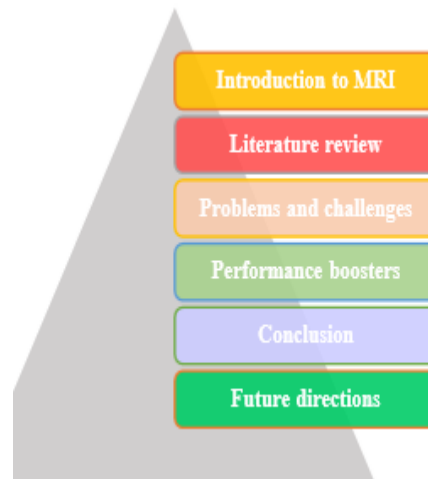 Introduction to MRI
Literature review
Problems and challenges
Performance boosters
Conclusion
Future directions